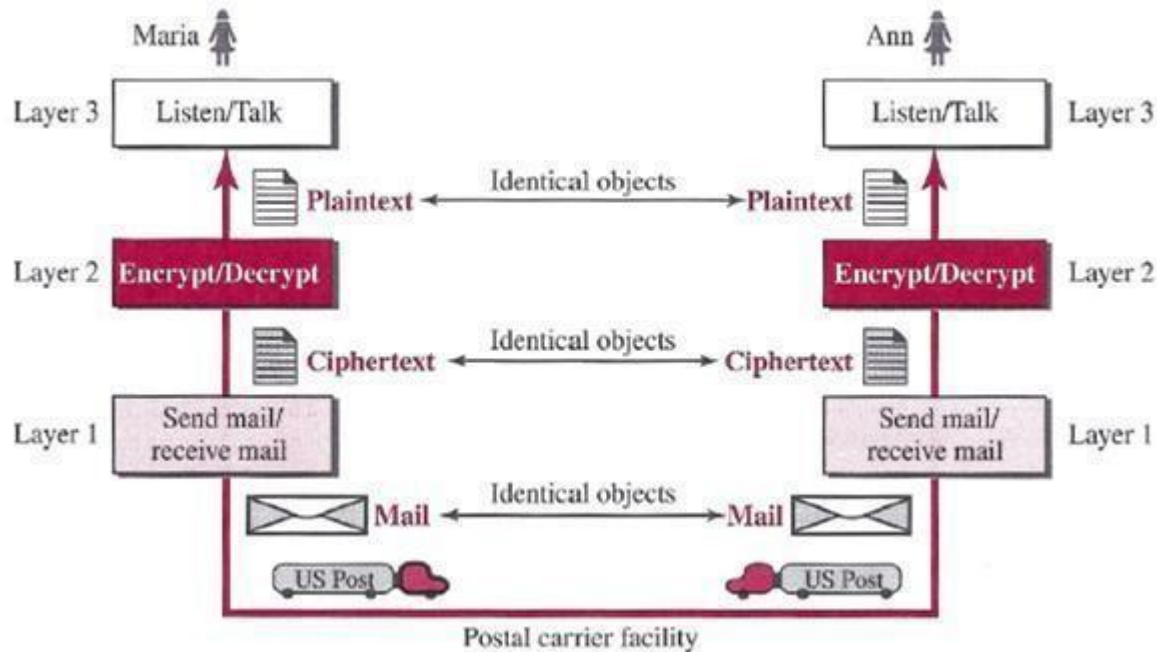 Maria
Ann
Layer 3
Listen/Talk
Listen/Talk
Layer 3
Plaintext
Identical objects
Plaintext
Layer 2
Encrypt/Decrypt
Encrypt/Decrypt
Layer 2
Ciphertext
Identical objects
Ciphertext
Layer 1
Send mail/
receive mail
Send mail/
receive mail
Layer 1
Mail
Identical objects
Mail
US Post
US Post
Postal carrier facility